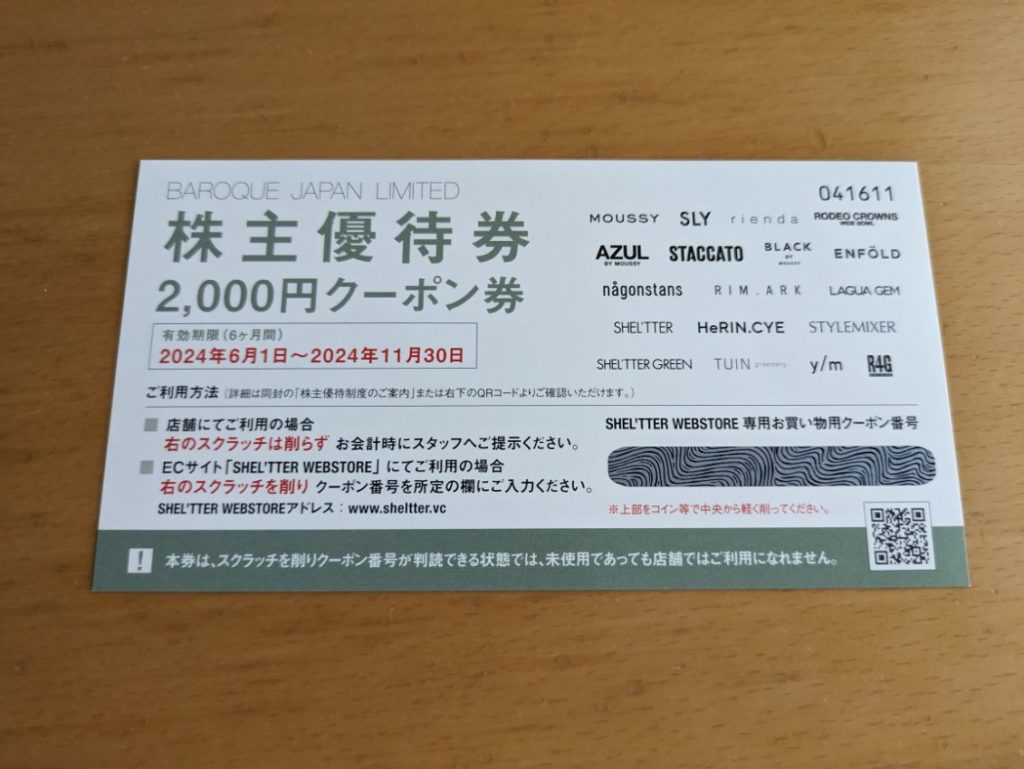 BAROQUE JAPAN LIMITED
株主優待券
2,000円クーポン券
有効期限(6ヶ月間)
2024年6月1日〜2024年11月30日
041611
MOUSSY SLY rienda RODEO CROWNS WIDE BOWL
AZUL BY MOUSSY STACCATO BLACK BY MOUSSY ENFÖLD
någonstans RIM.ARK LAGUA GEM
SHEL'TTER HeRIN.CYE STYLEMIXER
SHEL'TTER GREEN TUIN greenery y/m R4G
ご利用方法(詳細は同封の「株主優待制度のご案内」または右下のQRコードよりご確認いただけます。)
■ 店舗にてご利用の場合
右のスクラッチは削らず お会計時にスタッフへご提示ください。
■ ECサイト「SHEL'TTER WEBSTORE」にてご利用の場合
右のスクラッチを削り クーポン番号を所定の欄にご入力ください。
SHEL'TTER WEBSTOREアドレス:www.sheltter.vc
SHEL'TTER WEBSTORE 専用お買い物用クーポン番号
※上部をコイン等で中央から軽く削ってください。
! 本券は、スクラッチを削りクーポン番号が判読できる状態では、未使用であっても店舗ではご利用になれません。